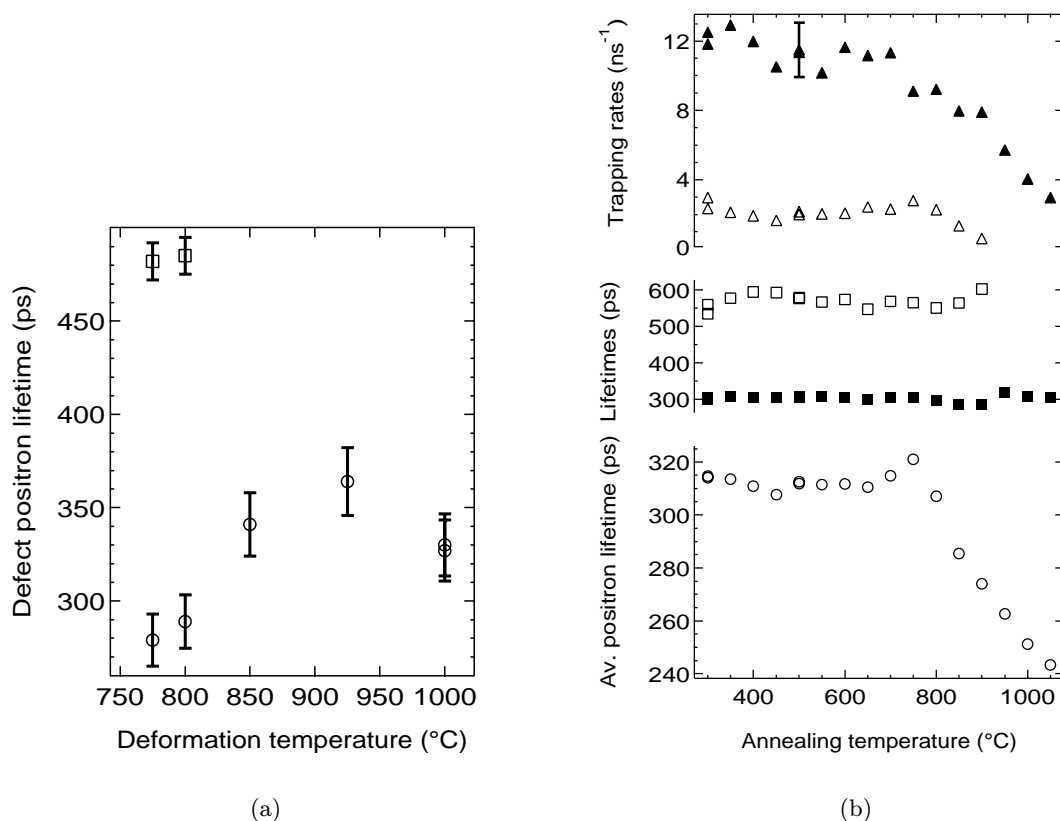 Defect positron lifetime (ps)
450
400
350
300
750 800 850 900 950 1000
Deformation temperature (°C)
(a)
Trapping rates (ns⁻¹)
12
8
4
0
Lifetimes (ps)
600
500
400
300
Av. positron lifetime (ps)
320
300
280
260
240
400 600 800 1000
Annealing temperature (°C)
(b)